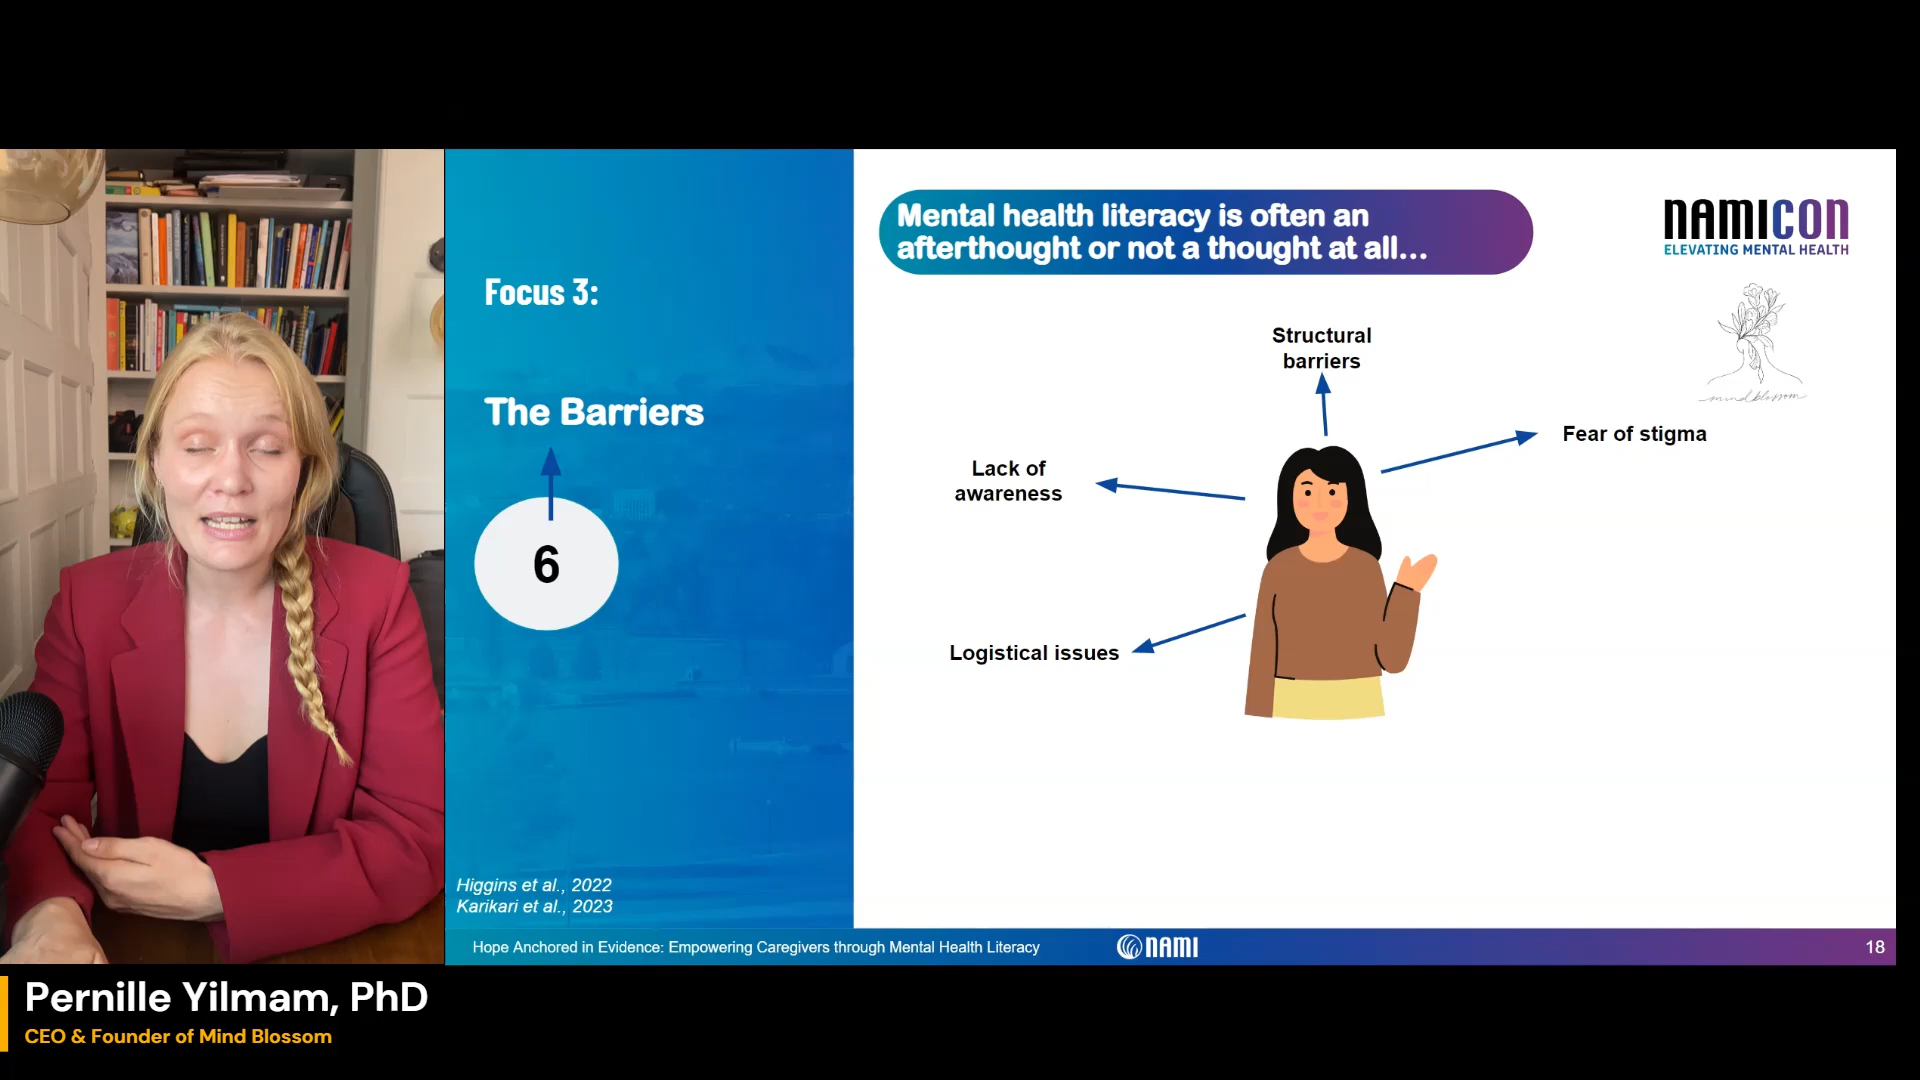 Focus 3:
The Barriers
6
Higgins et al., 2022
Karikari et al., 2023
Mental health literacy is often an
afterthought or not a thought at all...
NAMICON
ELEVATING MENTAL HEALTH
mindblossom
Structural
barriers
Fear of stigma
Lack of
awareness
Logistical issues
Hope Anchored in Evidence: Empowering Caregivers through Mental Health Literacy
NAMI
18
Pernille Yilmam, PhD
CEO & Founder of Mind Blossom